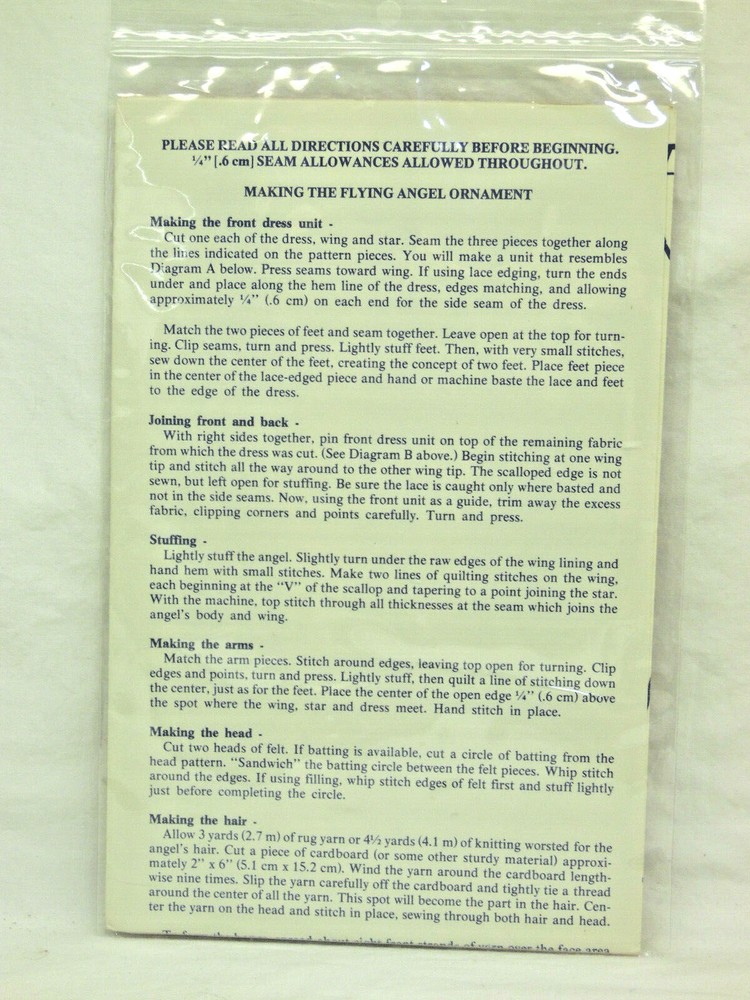 PLEASE READ ALL DIRECTIONS CAREFULLY BEFORE BEGINNING.
¼” [.6 cm] SEAM ALLOWANCES ALLOWED THROUGHOUT.
MAKING THE FLYING ANGEL ORNAMENT
Making the front dress unit -
Cut one each of the dress, wing and star. Seam the three pieces together along
the lines indicated on the pattern pieces. You will make a unit that resembles
Diagram A below. Press seams toward wing. If using lace edging, turn the ends
under and place along the hem line of the dress, edges matching, and allowing
approximately ¼” (.6 cm) on each end for the side seam of the dress.
Match the two pieces of feet and seam together. Leave open at the top for turn-
ing. Clip seams, turn and press. Lightly stuff feet. Then, with very small stitches,
sew down the center of the feet, creating the concept of two feet. Place feet piece
in the center of the lace-edged piece and hand or machine baste the lace and feet
to the edge of the dress.
Joining front and back -
With right sides together, pin front dress unit on top of the remaining fabric
from which the dress was cut. (See Diagram B above.) Begin stitching at one wing
tip and stitch all the way around to the other wing tip. The scalloped edge is not
sewn, but left open for stuffing. Be sure the lace is caught only where basted and
not in the side seams. Now, using the front unit as a guide, trim away the excess
fabric, clipping corners and points carefully. Turn and press.
Stuffing -
Lightly stuff the angel. Slightly turn under the raw edges of the wing lining and
hand hem with small stitches. Make two lines of quilting stitches on the wing,
each beginning at the “V” of the scallop and tapering to a point joining the star.
With the machine, top stitch through all thicknesses at the seam which joins the
angel's body and wing.
Making the arms -
Match the arm pieces. Stitch around edges, leaving top open for turning. Clip
edges and points, turn and press. Lightly stuff, then quilt a line of stitching down
the center, just as for the feet. Place the center of the open edge ¼” (.6 cm) above
the spot where the wing, star and dress meet. Hand stitch in place.
Making the head -
Cut two heads of felt. If batting is available, cut a circle of batting from the
head pattern. “Sandwich” the batting circle between the felt pieces. Whip stitch
around the edges. If using filling, whip stitch edges of felt first and stuff lightly
just before completing the circle.
Making the hair -
Allow 3 yards (2.7 m) of rug yarn or 4½ yards (4.1 m) of knitting worsted for the
angel's hair. Cut a piece of cardboard (or some other sturdy material) approxi-
mately 2” x 6” (5.1 cm x 15.2 cm). Wind the yarn around the cardboard length-
wise nine times. Slip the yarn carefully off the cardboard and tightly tie a thread
around the center of all the yarn. This spot will become the part in the hair. Cen-
ter the yarn on the head and stitch in place, sewing through both hair and head.
about eight front strands of yarn over the face area